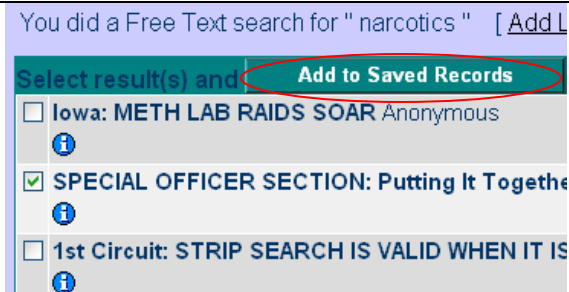 You did a Free Text search for " narcotics " [ Add L
Select result(s) and Add to Saved Records
Iowa: METH LAB RAIDS SOAR Anonymous
i
SPECIAL OFFICER SECTION: Putting It Togethe
i
1st Circuit: STRIP SEARCH IS VALID WHEN IT IS
i